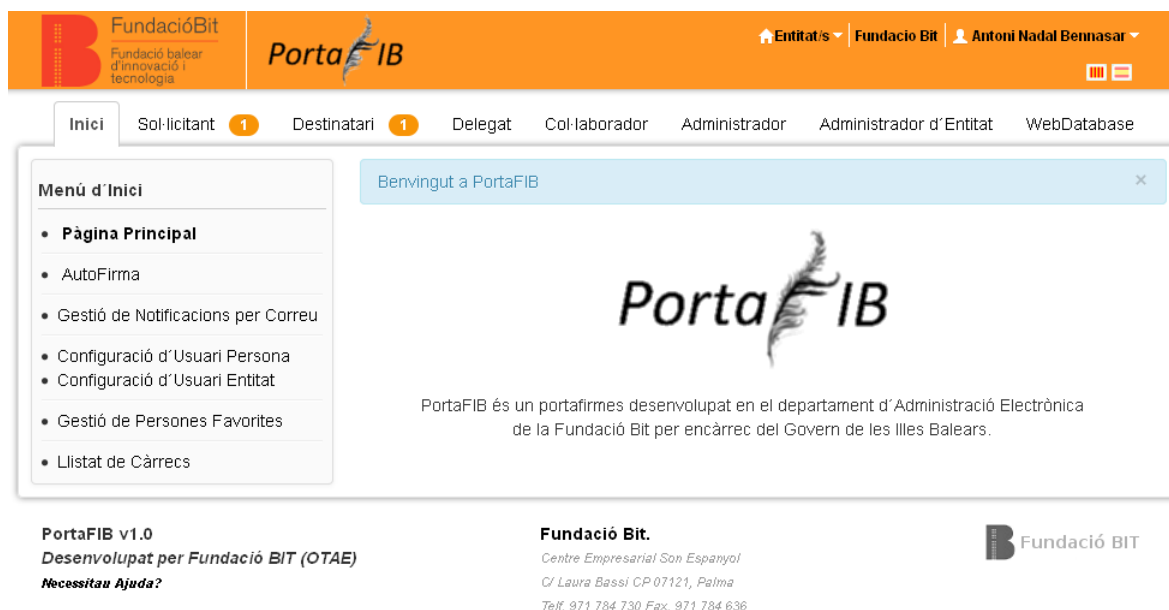 FundacióBit
Fundació balear
d'innovació i
tecnologia
PortaFIB
Entitat/s
Fundacio Bit
Antoni Nadal Bennasar
Inici
Sol·licitant 1
Destinatari 1
Delegat
Col·laborador
Administrador
Administrador d´Entitat
WebDatabase
Menú d´Inici
Pàgina Principal
AutoFirma
Gestió de Notificacions per Correu
Configuració d´Usuari Persona
Configuració d´Usuari Entitat
Gestió de Persones Favorites
Llistat de Càrrecs
Benvingut a PortaFIB ×
PortaFIB
PortaFIB és un portafirmes desenvolupat en el departament d´Administració Electrònica
de la Fundació Bit per encàrrec del Govern de les Illes Balears.
PortaFIB v1.0
Desenvolupat per Fundació BIT (OTAE)
Necessitau Ajuda?
Fundació Bit.
Centre Empresarial Son Espanyol
C/ Laura Bassi CP 07121, Palma
Telf. 971 784 730 Fax. 971 784 636
Fundació BIT